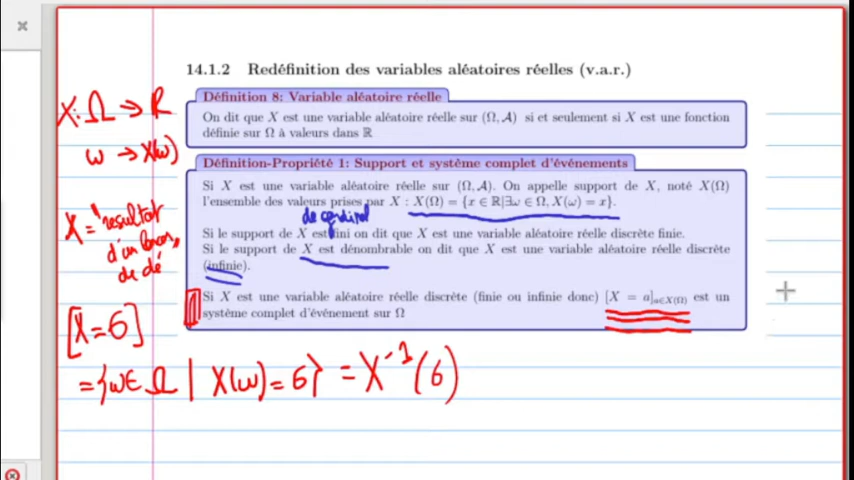 14.1.2 Redéfinition des variables aléatoires réelles (v.a.r.)
Définition 8: Variable aléatoire réelle
On dit que X est une variable aléatoire réelle sur (Ω, A) si et seulement si X est une fonction
définie sur Ω à valeurs dans ℝ
X: Ω → R
ω → X(ω)
Définition-Propriété 1: Support et système complet d'événements
Si X est une variable aléatoire réelle sur (Ω, A). On appelle support de X, noté X(Ω)
l'ensemble des valeurs prises par X : X(Ω) = {x ∈ ℝ|∃ω ∈ Ω, X(ω) = x}.
de cardinal
Si le support de X est fini on dit que X est une variable aléatoire réelle discrète finie.
Si le support de X est dénombrable on dit que X est une variable aléatoire réelle discrète
(infinie).
Si X est une variable aléatoire réelle discrète (finie ou infinie donc) [X = a]a∈X(Ω) est un
système complet d'événement sur Ω
X = "resultat
d'un lancer
de dé
[X=6]
= {ω ∈ Ω | X(ω) = 6} = X⁻¹(6)